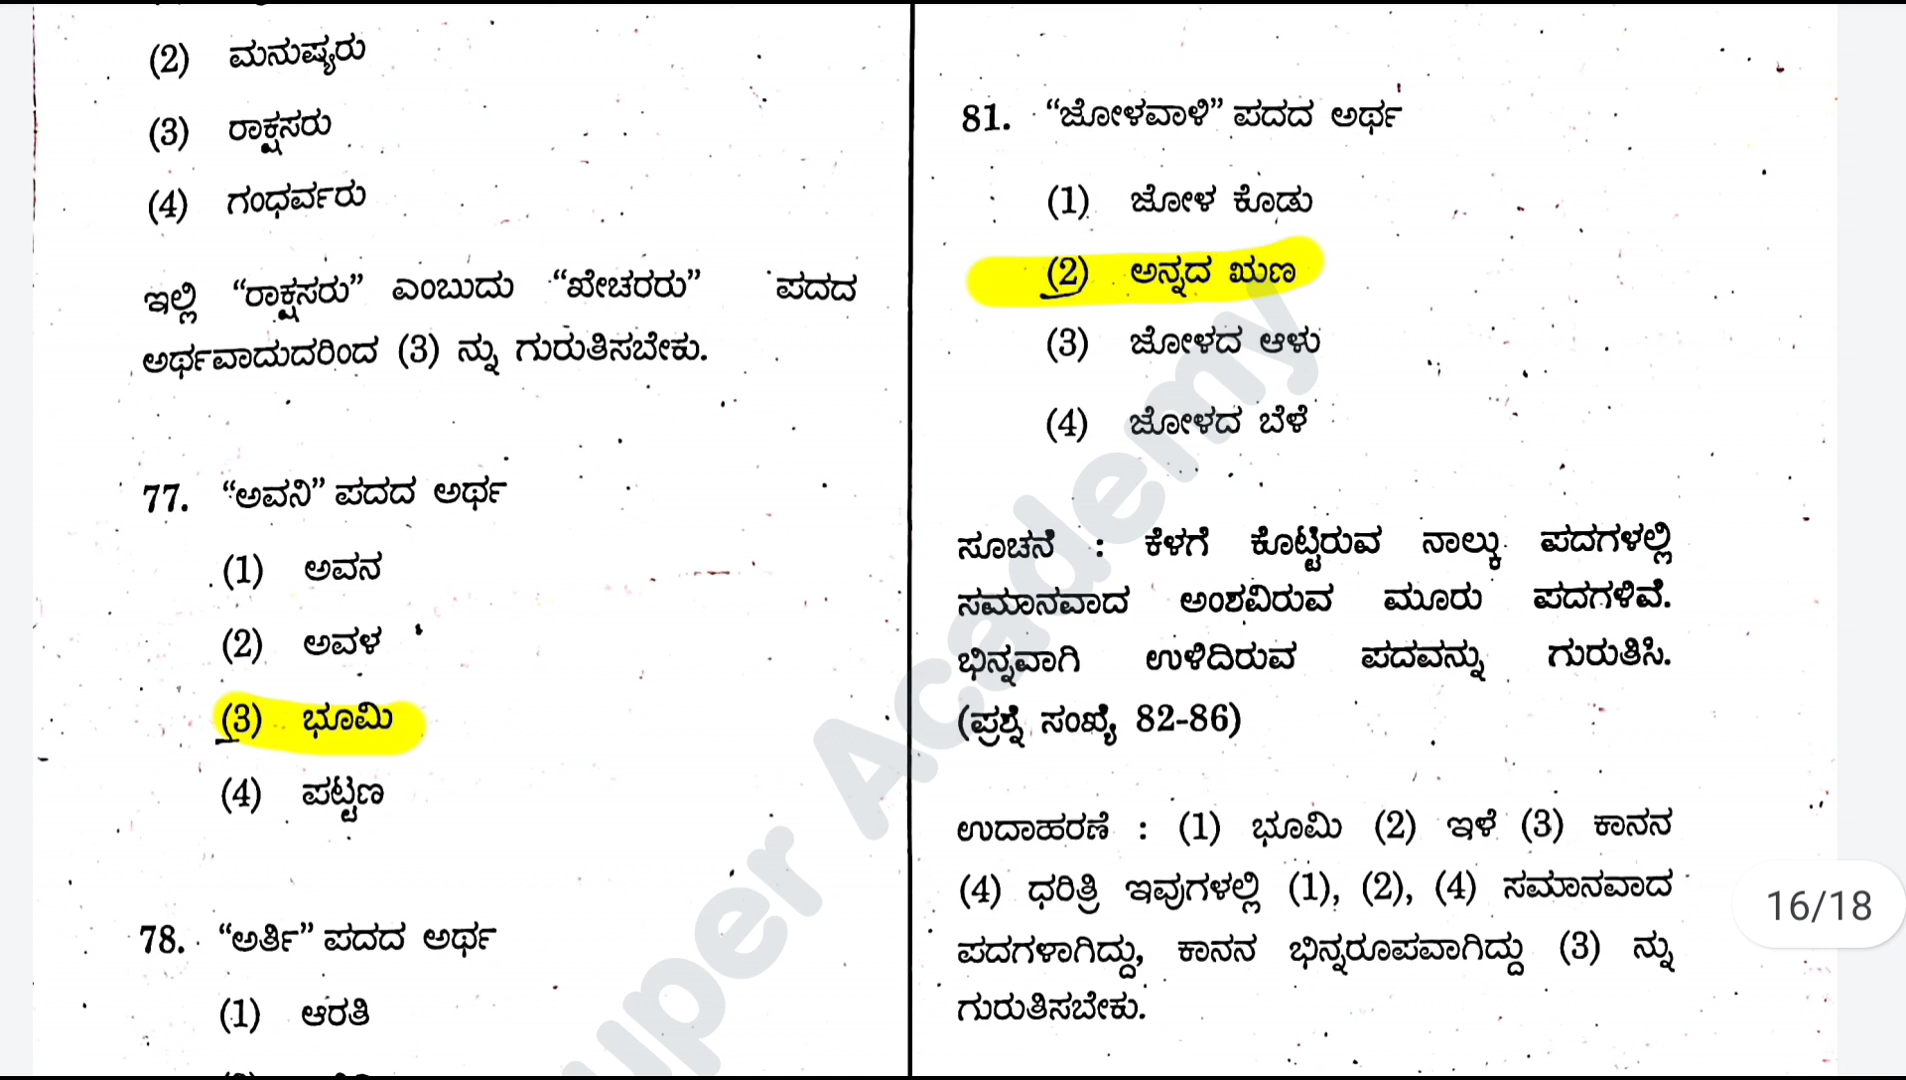 (2) ಮನುಷ್ಯರು
(3) ರಾಕ್ಷಸರು
(4) ಗಂಧರ್ವರು
ಇಲ್ಲಿ “ರಾಕ್ಷಸರು” ಎಂಬುದು “ಖೇಚರರು” ಪದದ
ಅರ್ಥವಾದುದರಿಂದ (3) ನ್ನು ಗುರುತಿಸಬೇಕು.
77. “ಅವನಿ” ಪದದ ಅರ್ಥ
(1) ಅವನ
(2) ಅವಳ
(3) ಭೂಮಿ
(4) ಪಟ್ಟಣ
78. “ಅರ್ತಿ” ಪದದ ಅರ್ಥ
(1) ಆರತಿ
81. “ಜೋಳವಾಳಿ” ಪದದ ಅರ್ಥ
(1) ಜೋಳ ಕೊಡು
(2) ಅನ್ನದ ಋಣ
(3) ಜೋಳದ ಆಳು
(4) ಜೋಳದ ಬೆಳೆ
ಸೂಚನೆ : ಕೆಳಗೆ ಕೊಟ್ಟಿರುವ ನಾಲ್ಕು ಪದಗಳಲ್ಲಿ
ಸಮಾನವಾದ ಅಂಶವಿರುವ ಮೂರು ಪದಗಳಿವೆ.
ಭಿನ್ನವಾಗಿ ಉಳಿದಿರುವ ಪದವನ್ನು ಗುರುತಿಸಿ.
(ಪ್ರಶ್ನೆ ಸಂಖ್ಯೆ 82-86)
ಉದಾಹರಣೆ : (1) ಭೂಮಿ (2) ಇಳೆ (3) ಕಾನನ
(4) ಧರಿತ್ರಿ ಇವುಗಳಲ್ಲಿ (1), (2), (4) ಸಮಾನವಾದ
ಪದಗಳಾಗಿದ್ದು, ಕಾನನ ಭಿನ್ನರೂಪವಾಗಿದ್ದು (3) ನ್ನು
ಗುರುತಿಸಬೇಕು.
16/18
uper Academy